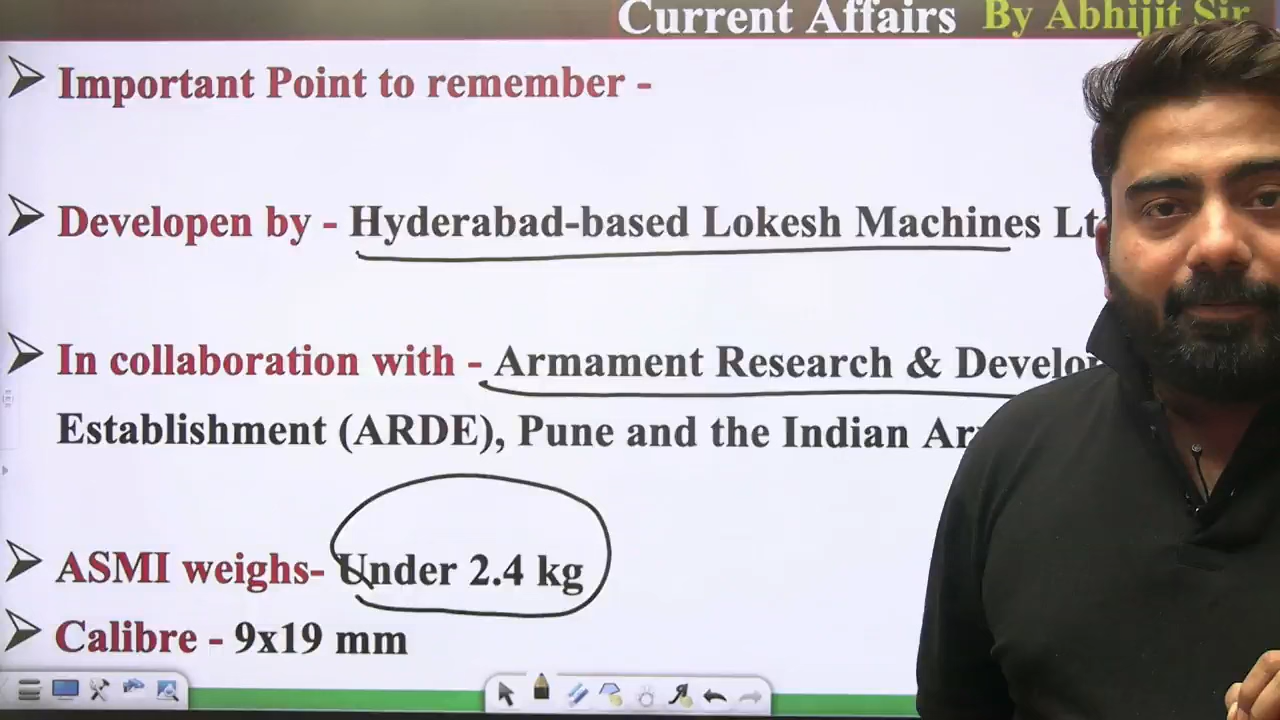 Current Affairs By Abhijit Sir
Important Point to remember -
Developen by - Hyderabad-based Lokesh Machines
In collaboration with - Armament Research &
Establishment (ARDE), Pune and the Indian
ASMI weighs- Under 2.4 kg
Calibre - 9x19 mm